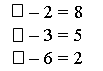 □ – 2 = 8
□ – 3 = 5
□ – 6 = 2